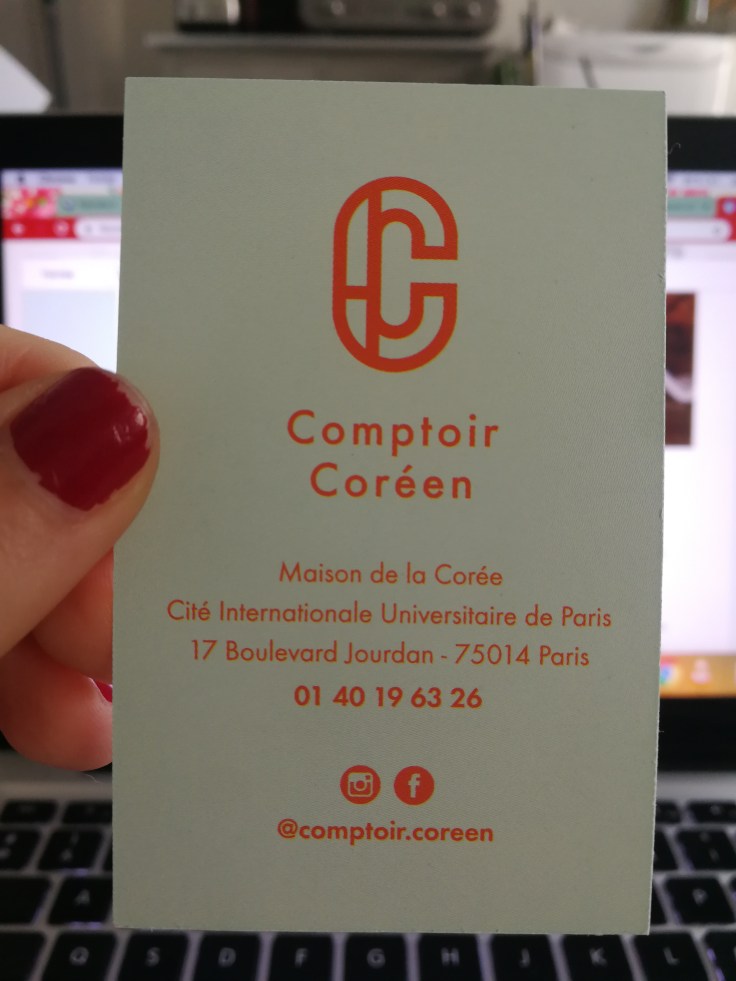 Comptoir
Coréen
Maison de la Corée
Cité Internationale Universitaire de Paris
17 Boulevard Jourdan - 75014 Paris
01 40 19 63 26
@comptoir.coreen
A
P
Q
S
D
F
G
H
J
K
L